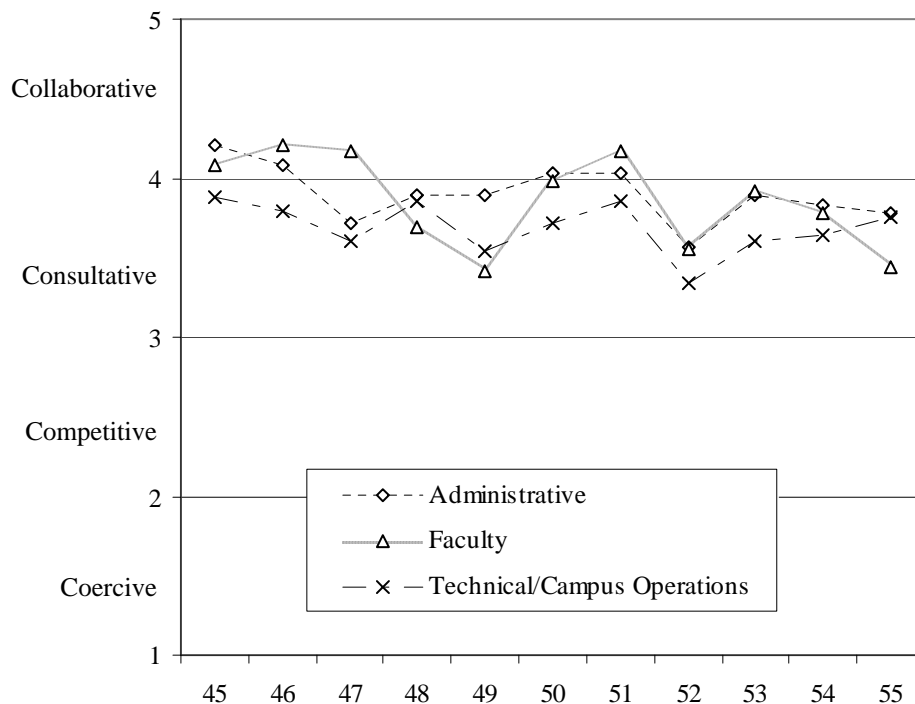 5
Collaborative
4
Consultative
3
Competitive
2
Coercive
1
Administrative
Faculty
Technical/Campus Operations
45 46 47 48 49 50 51 52 53 54 55